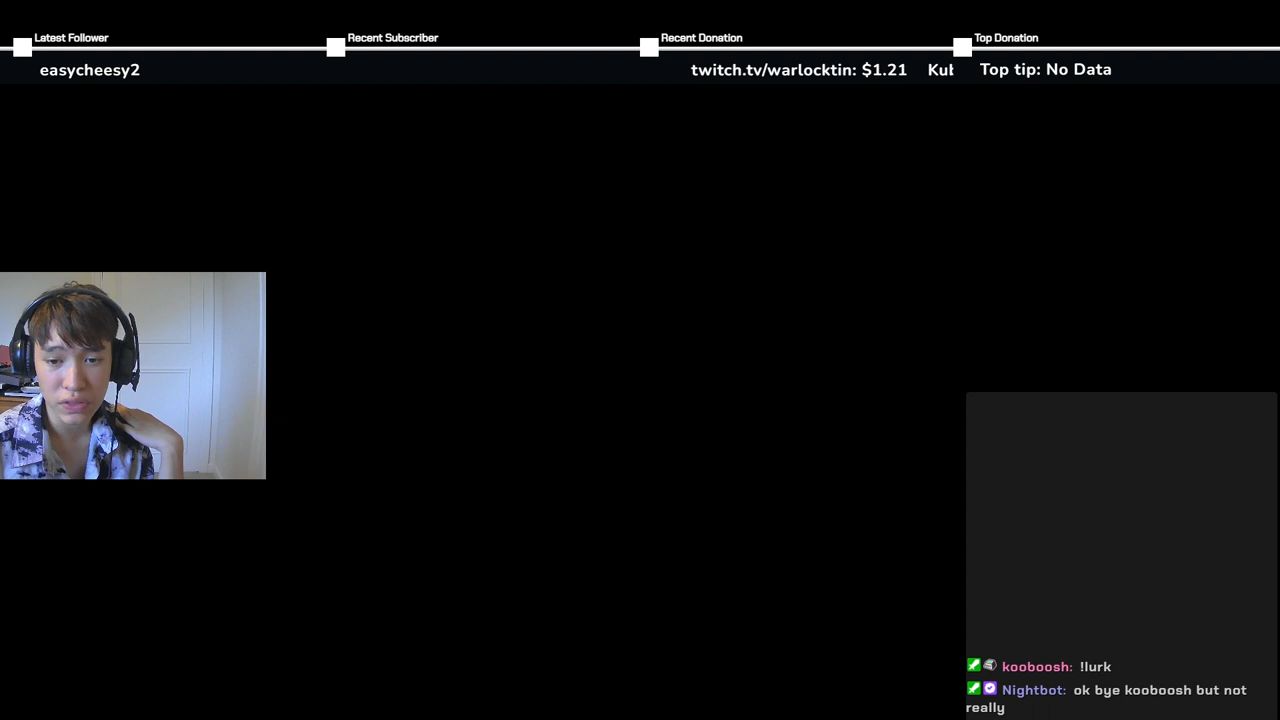 Latest Follower
Recent Subscriber
Recent Donation
Top Donation
easycheesy2
twitch.tv/warlocktin: $1.21
Top tip: No Data
kooboosh: !lurk
Nightbot: ok bye kooboosh but not
really